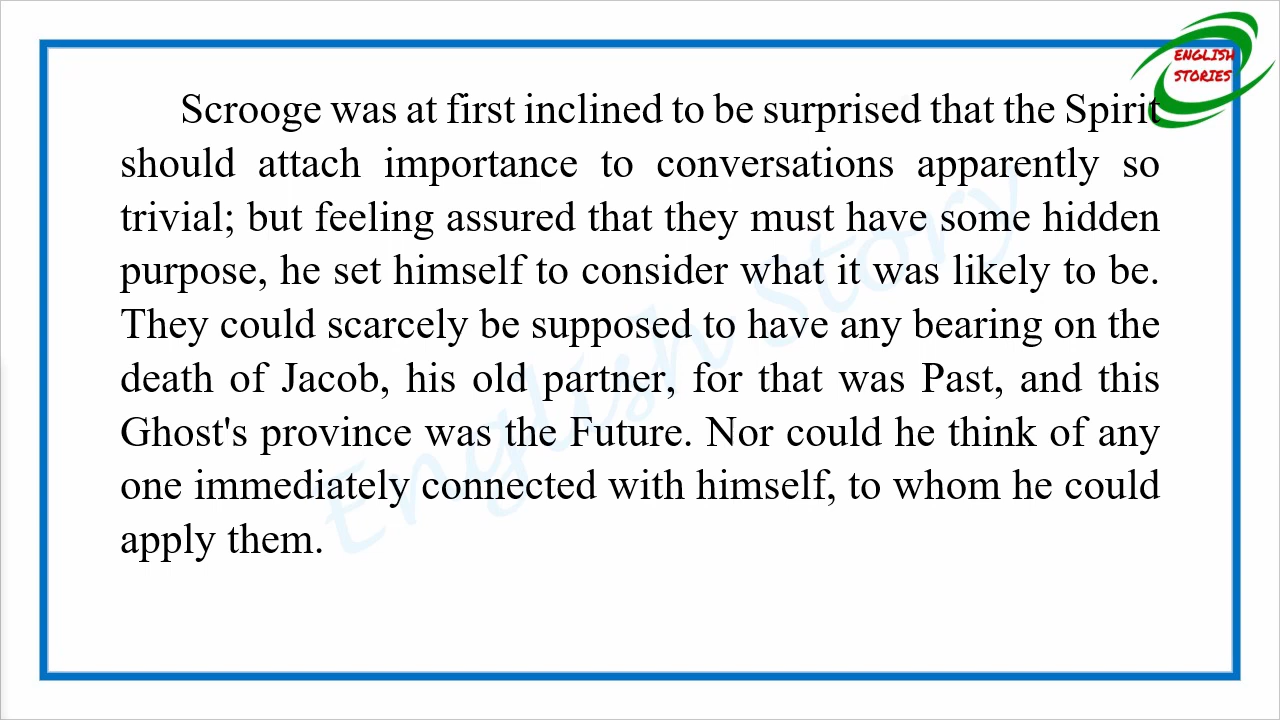 ENGLISH
STORIES
Scrooge was at first inclined to be surprised that the Spirit
should attach importance to conversations apparently so
trivial; but feeling assured that they must have some hidden
purpose, he set himself to consider what it was likely to be.
They could scarcely be supposed to have any bearing on the
death of Jacob, his old partner, for that was Past, and this
Ghost's province was the Future. Nor could he think of any
one immediately connected with himself, to whom he could
apply them.
English Story